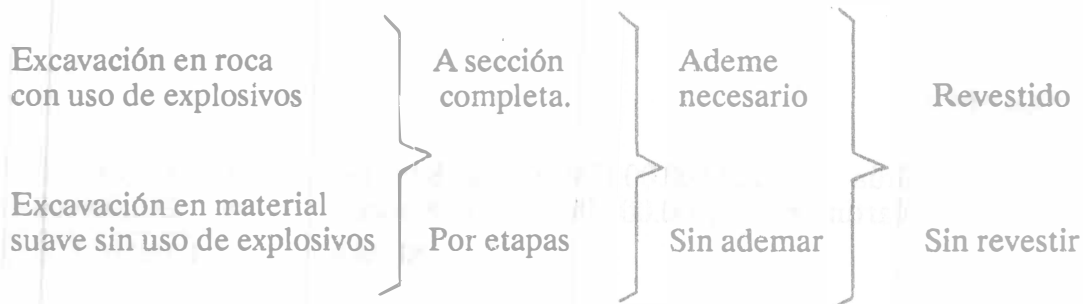 Excavación en roca
con uso de explosivos
A sección
completa.
Ademe
necesario
Revestido
Excavación en material
suave sin uso de explosivos
Por etapas
Sin ademar
Sin revestir